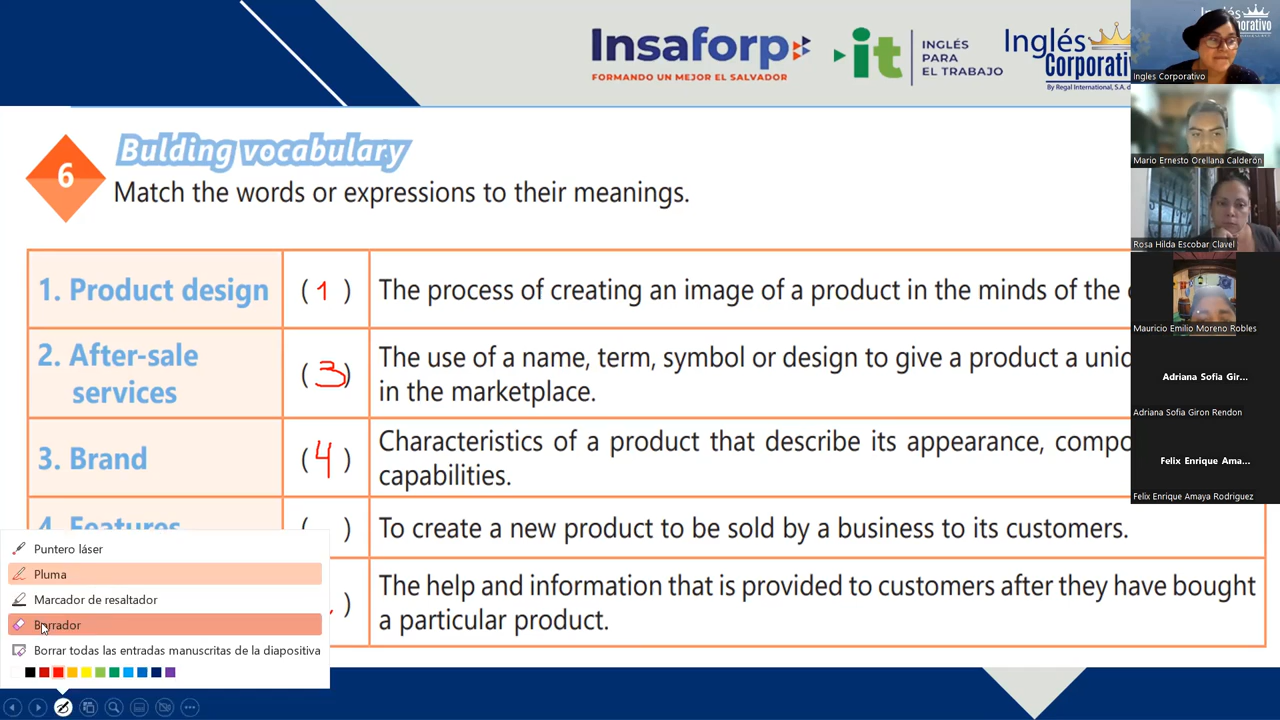 Insaforp
FORMANDO UN MEJOR EL SALVADOR
it
INGLÉS
PARA
EL TRABAJO
Inglés
Corporativ
By Regal International, S.A. d
6
Bulding vocabulary
Match the words or expressions to their meanings.
1. Product design
( 1 )
The process of creating an image of a product in the minds of the
2. After-sale
services
( 3 )
The use of a name, term, symbol or design to give a product a uni
in the marketplace.
3. Brand
( 4 )
Characteristics of a product that describe its appearance, compo
capabilities.
4. Features
( )
To create a new product to be sold by a business to its customers.
)
The help and information that is provided to customers after they have bought
a particular product.
Puntero láser
Pluma
Marcador de resaltador
Borrador
Borrar todas las entradas manuscritas de la diapositiva
Ingles Corporativo
Mario Ernesto Orellana Calderón
Rosa Hilda Escobar Clavel
Mauricio Emilio Moreno Robles
Adriana Sofia Gir...
Adriana Sofia Giron Rendon
Felix Enrique Ama...
Felix Enrique Amaya Rodriguez